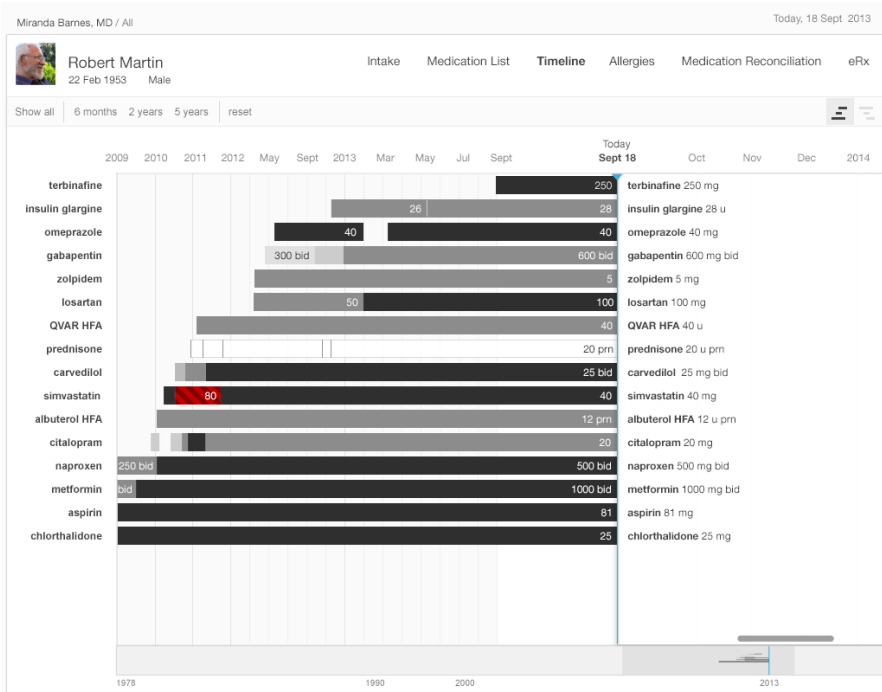 Miranda Barnes, MD / All
Today, 18 Sept 2013
Robert Martin
22 Feb 1953 Male
Intake Medication List Timeline Allergies Medication Reconciliation eRx
Show all 6 months 2 years 5 years reset
Today
2009 2010 2011 2012 May Sept 2013 Mar May Jul Sept Sept 18 Oct Nov Dec 2014
terbinafine 250 terbinafine 250 mg
insulin glargine 26 28 insulin glargine 28 u
omeprazole 40 40 omeprazole 40 mg
gabapentin 300 bid 600 bid gabapentin 600 mg bid
zolpidem 5 zolpidem 5 mg
losartan 50 100 losartan 100 mg
QVAR HFA 40 QVAR HFA 40 u
prednisone 20 prn prednisone 20 u prn
carvedilol 25 bid carvedilol 25 mg bid
simvastatin 80 40 simvastatin 40 mg
albuterol HFA 12 prn albuterol HFA 12 u prn
citalopram 20 citalopram 20 mg
naproxen 250 bid 500 bid naproxen 500 mg bid
metformin bid 1000 bid metformin 1000 mg bid
aspirin 81 aspirin 81 mg
chlorthalidone 25 chlorthalidone 25 mg
1978 1990 2000 2013